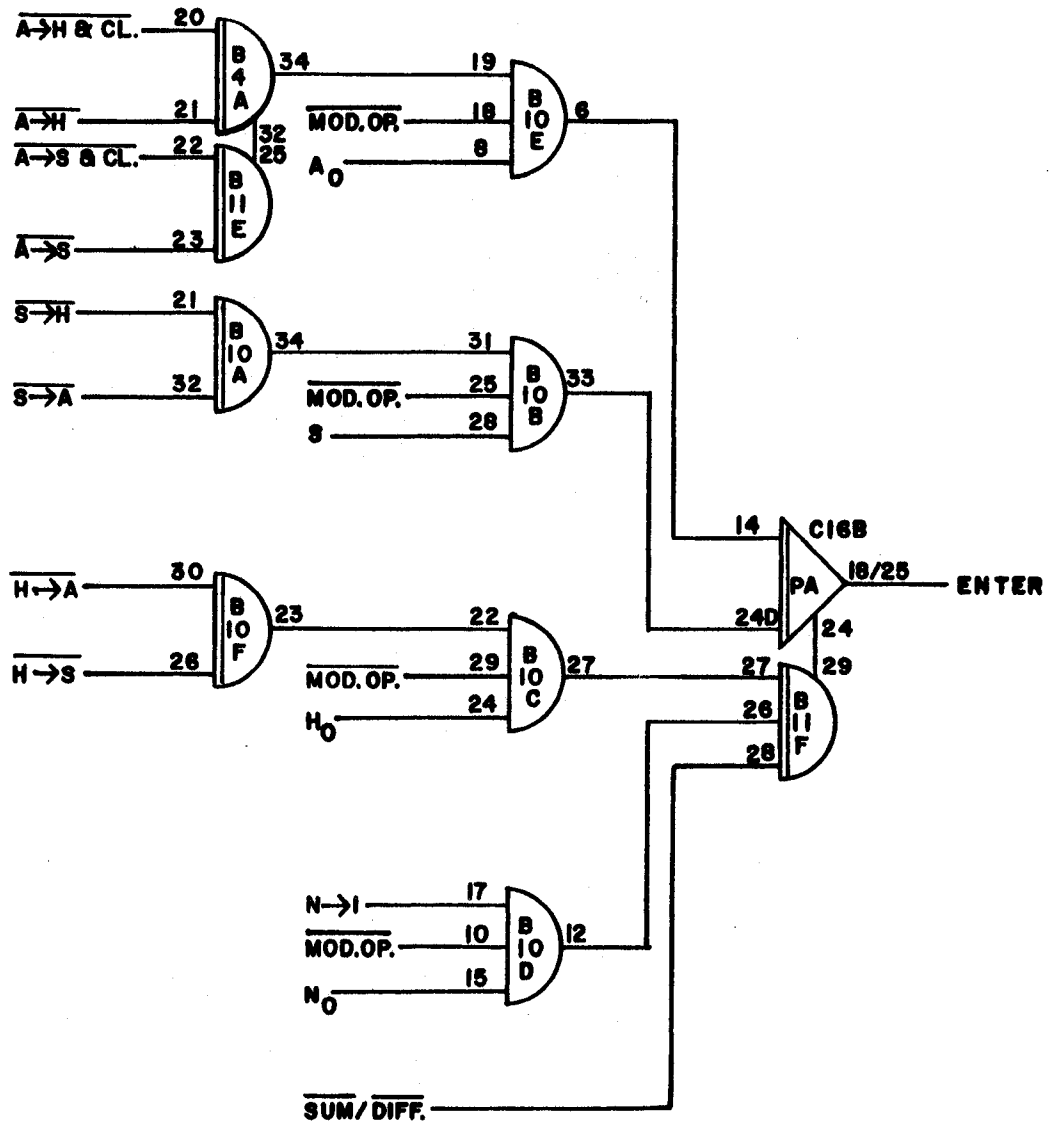 A→H & CL. 20
B 4 A
34 19
MOD.OP. 18
A0 8
B 10 E
6
A→H 21
32
A→S & CL. 22
25
B 11 E
A→S 23
S→H 21
B 10 A
34 31
S→A 32
MOD.OP. 25
S 28
B 10 B
33
14
C16B
PA
18/25 ENTER
24D
24
H→A 30
B 10 F
23 22
H→S 26
MOD.OP. 29
H0 24
B 10 C
27 27
29
26
28
B 11 F
N→I 17
MOD.OP. 10
N0 15
B 10 D
12
SUM/DIFF.